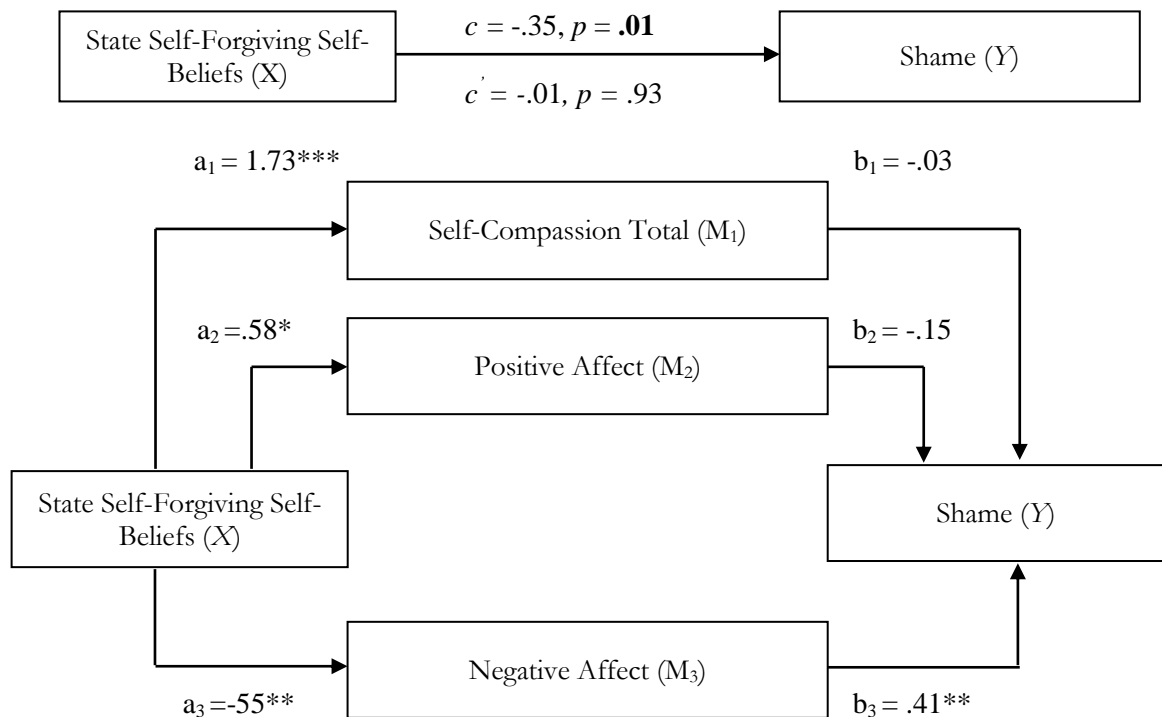 c = -.35, p = .01
State Self-Forgiving Self-
Beliefs (X)
Shame (Y)
c' = -.01, p = .93
a₁ = 1.73***
b₁ = -.03
Self-Compassion Total (M₁)
a₂ =.58*
b₂ = -.15
Positive Affect (M₂)
State Self-Forgiving Self-
Beliefs (X)
Shame (Y)
Negative Affect (M₃)
a₃ =-55**
b₃ = .41**